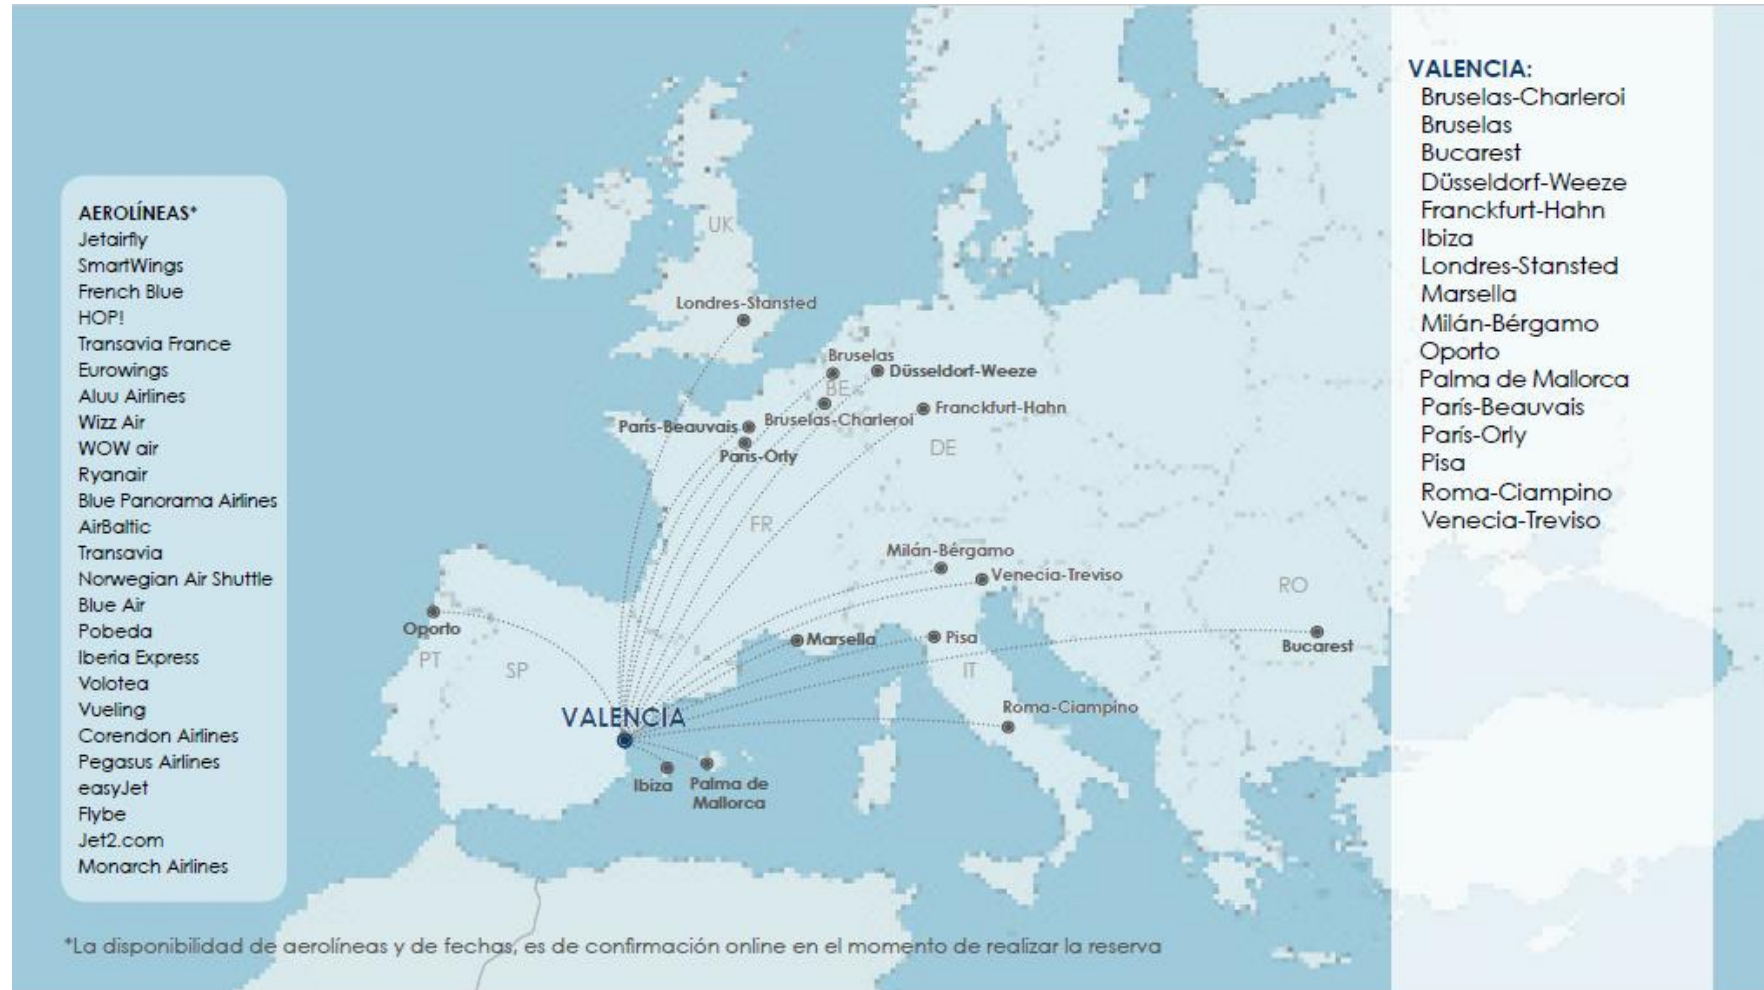 AEROLÍNEAS*
Jetairfly
SmartWings
French Blue
HOP!
Transavia France
Eurowings
Aluu Airlines
Wizz Air
WOW air
Ryanair
Blue Panorama Airlines
AirBaltic
Transavia
Norwegian Air Shuttle
Blue Air
Pobeda
Iberia Express
Volotea
Vueling
Corendon Airlines
Pegasus Airlines
easyJet
Flybe
Jet2.com
Monarch Airlines
UK
Londres-Stansted
Bruselas
Düsseldorf-Weeze
BE
Franckfurt-Hahn
Bruselas-Charleroi
París-Beauvais
París-Orly
DE
FR
Milán-Bérgamo
Venecia-Treviso
RO
Oporto
Marsella
Pisa
Bucarest
PT
SP
IT
Roma-Ciampino
VALENCIA
Ibiza
Palma de
Mallorca
VALENCIA:
Bruselas-Charleroi
Bruselas
Bucarest
Düsseldorf-Weeze
Franckfurt-Hahn
Ibiza
Londres-Stansted
Marsella
Milán-Bérgamo
Oporto
Palma de Mallorca
París-Beauvais
París-Orly
Pisa
Roma-Ciampino
Venecia-Treviso
*La disponibilidad de aerolíneas y de fechas, es de confirmación online en el momento de realizar la reserva